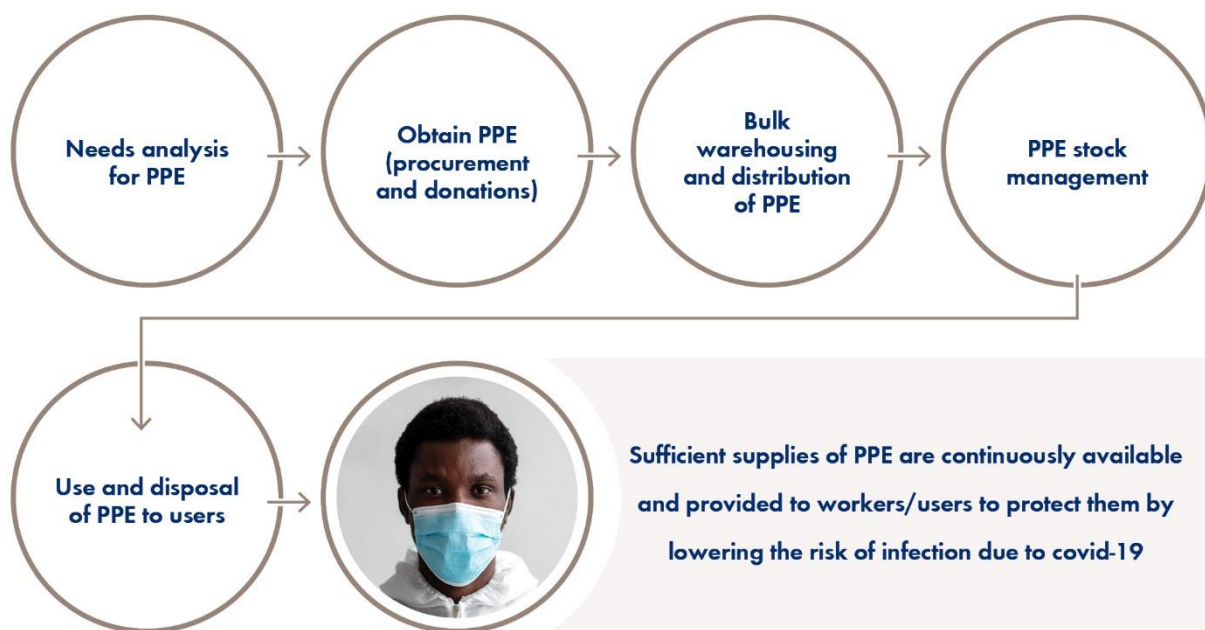 Needs analysis
for PPE
Obtain PPE
(procurement
and donations)
Bulk
warehousing
and distribution
of PPE
PPE stock
management
Use and disposal
of PPE to users
Sufficient supplies of PPE are continuously available
and provided to workers/users to protect them by
lowering the risk of infection due to covid-19